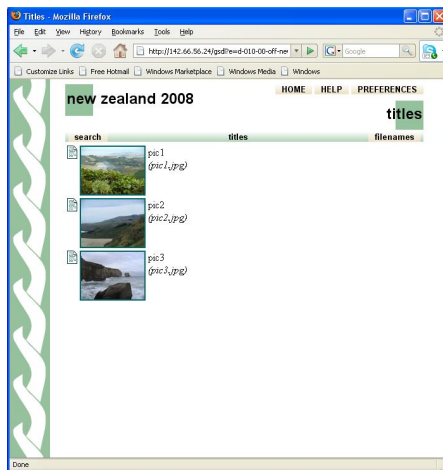 Titles - Mozilla Firefox
File Edit View History Bookmarks Tools Help
http://142.66.56.24/gsdl?e=d-010-00-off-ne
Google
Customize Links Free Hotmail Windows Marketplace Windows Media Windows
HOME HELP PREFERENCES
new zealand 2008
titles
search titles filenames
pic1
(pic1.jpg)
pic2
(pic2.jpg)
pic3
(pic3.jpg)
Done